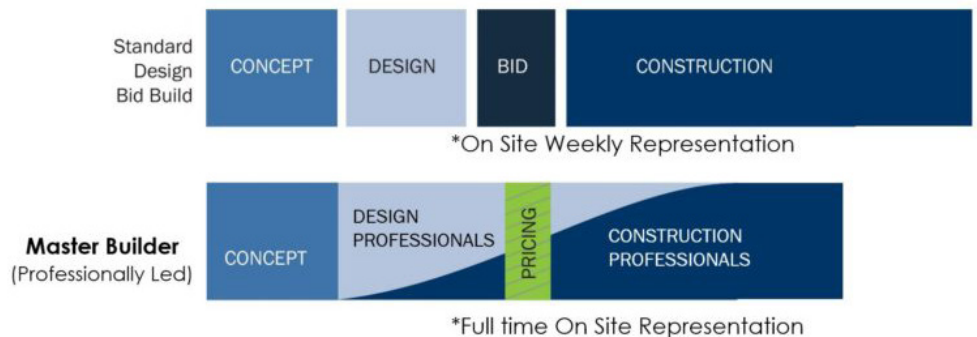 Standard
Design
Bid Build
CONCEPT
DESIGN
BID
CONSTRUCTION
*On Site Weekly Representation
Master Builder
(Professionally Led)
CONCEPT
DESIGN
PROFESSIONALS
PRICING
CONSTRUCTION
PROFESSIONALS
*Full time On Site Representation